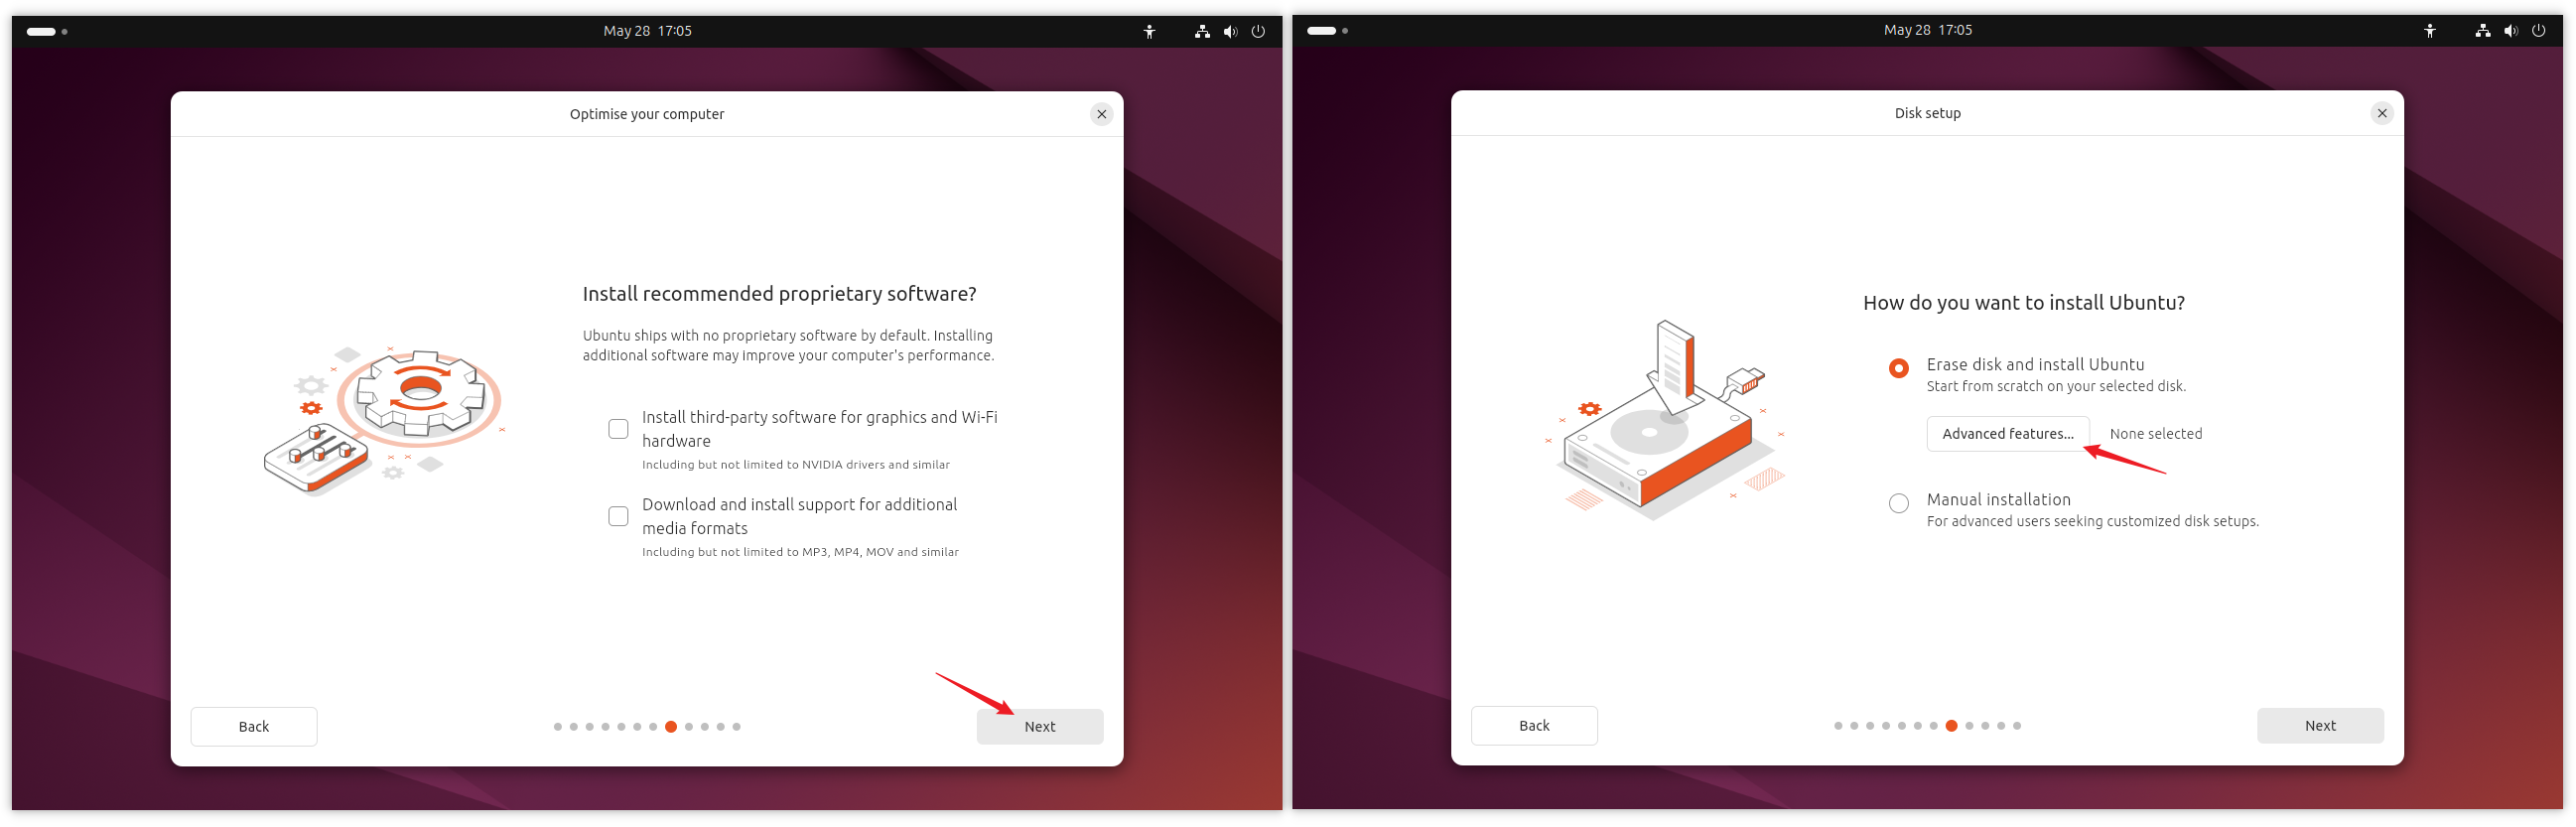 May 28 17:05
Optimise your computer
Install recommended proprietary software?
Ubuntu ships with no proprietary software by default. Installing
additional software may improve your computer's performance.
Install third-party software for graphics and Wi-Fi
hardware
Including but not limited to NVIDIA drivers and similar
Download and install support for additional
media formats
Including but not limited to MP3, MP4, MOV and similar
Back
Next
May 28 17:05
Disk setup
How do you want to install Ubuntu?
Erase disk and install Ubuntu
Start from scratch on your selected disk.
Advanced features... None selected
Manual installation
For advanced users seeking customized disk setups.
Back
Next